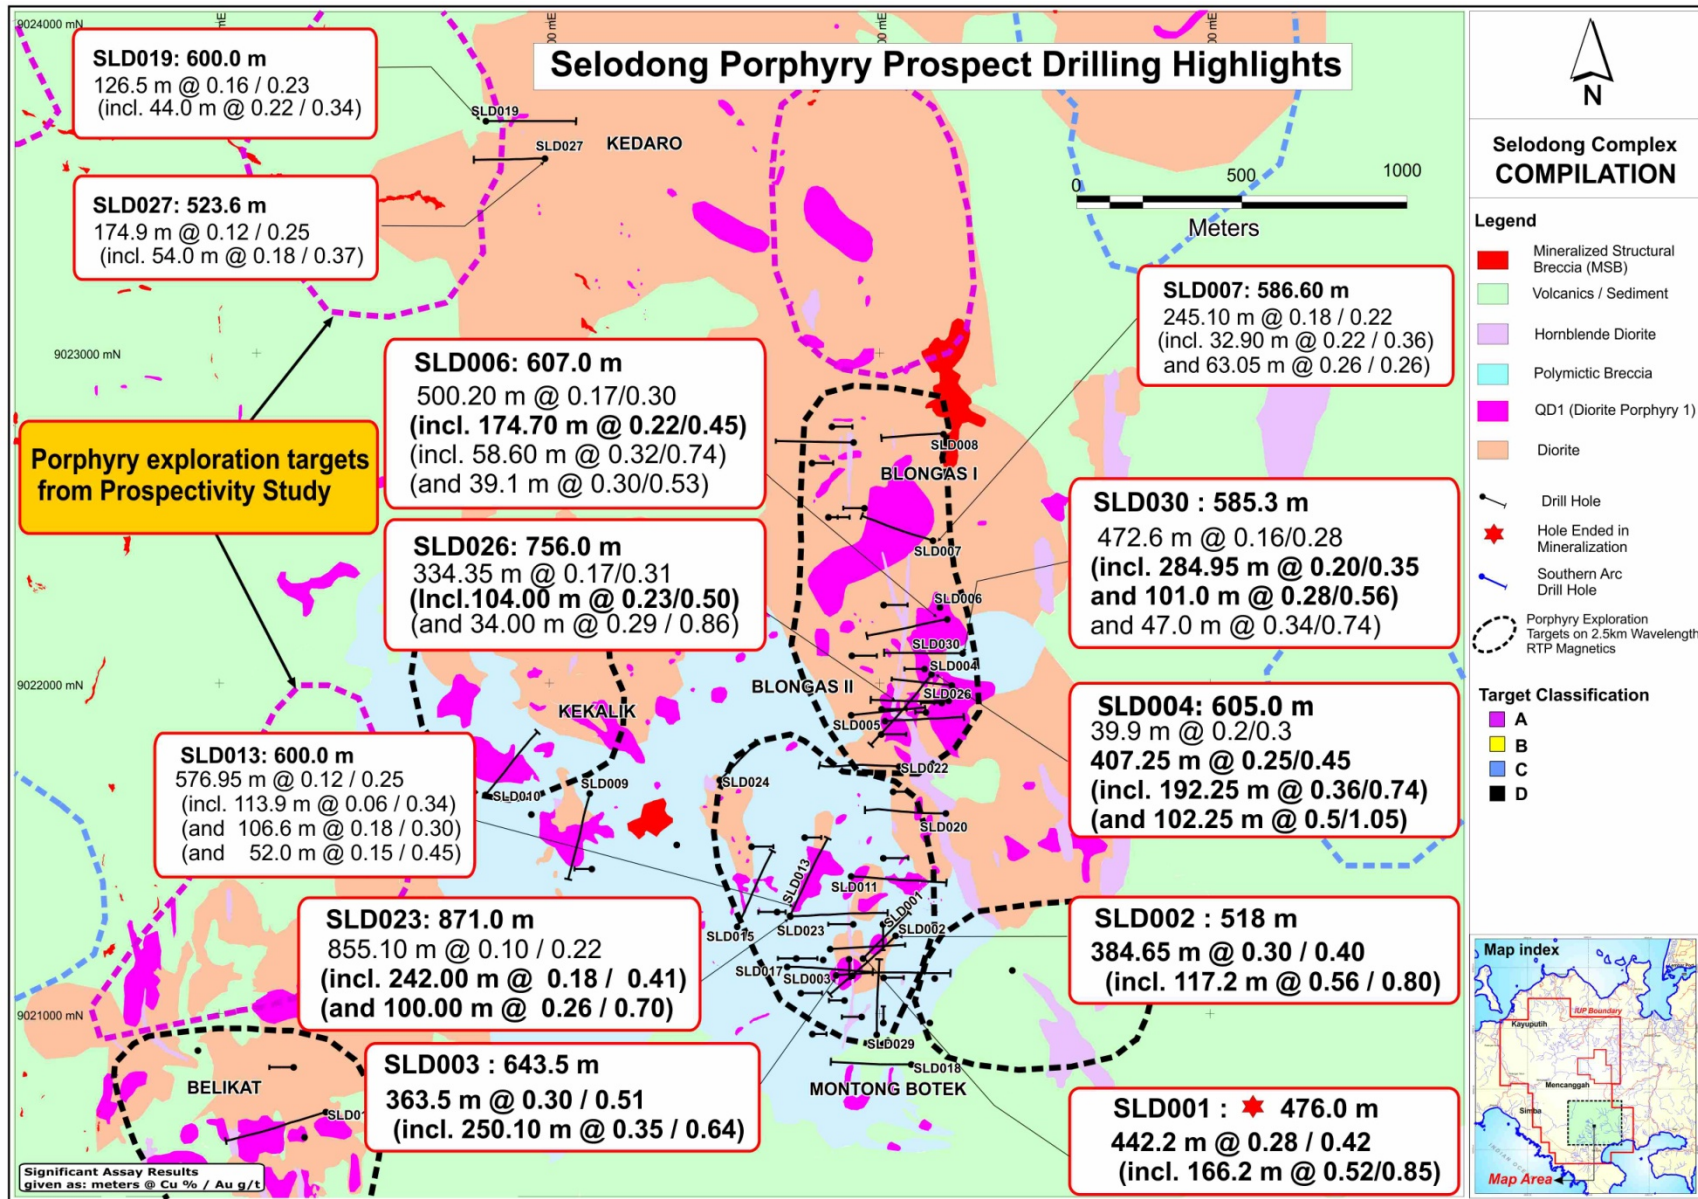 9024000 mN
mE
00 mE
mE
mE
Selodong Porphyry Prospect Drilling Highlights
SLD019: 600.0 m
126.5 m @ 0.16 / 0.23
(incl. 44.0 m @ 0.22 / 0.34)
SLD019
SLD027
KEDARO
SLD027: 523.6 m
174.9 m @ 0.12 / 0.25
(incl. 54.0 m @ 0.18 / 0.37)
0
500
1000
Meters
9023000 mN
SLD007: 586.60 m
245.10 m @ 0.18 / 0.22
(incl. 32.90 m @ 0.22 / 0.36)
and 63.05 m @ 0.26 / 0.26)
SLD006: 607.0 m
500.20 m @ 0.17/0.30
(incl. 174.70 m @ 0.22/0.45)
(incl. 58.60 m @ 0.32/0.74)
(and 39.1 m @ 0.30/0.53)
Porphyry exploration targets
from Prospectivity Study
SLD008
BLONGAS I
SLD007
SLD026: 756.0 m
334.35 m @ 0.17/0.31
(Incl.104.00 m @ 0.23/0.50)
(and 34.00 m @ 0.29 / 0.86)
SLD030 : 585.3 m
472.6 m @ 0.16/0.28
(incl. 284.95 m @ 0.20/0.35
and 101.0 m @ 0.28/0.56)
and 47.0 m @ 0.34/0.74)
SLD006
SLD030
SLD004
SLD026
SLD005
SLD022
9022000 mN
BLONGAS II
KEKALIK
SLD004: 605.0 m
39.9 m @ 0.2/0.3
407.25 m @ 0.25/0.45
(incl. 192.25 m @ 0.36/0.74)
(and 102.25 m @ 0.5/1.05)
SLD013: 600.0 m
576.95 m @ 0.12 / 0.25
(incl. 113.9 m @ 0.06 / 0.34)
(and 106.6 m @ 0.18 / 0.30)
(and 52.0 m @ 0.15 / 0.45)
SLD010
SLD009
SLD024
SLD020
SLD013
SLD011
SLD001
SLD002
SLD015
SLD023
SLD017
SLD003
SLD029
SLD018
SLD023: 871.0 m
855.10 m @ 0.10 / 0.22
(incl. 242.00 m @ 0.18 / 0.41)
(and 100.00 m @ 0.26 / 0.70)
SLD002 : 518 m
384.65 m @ 0.30 / 0.40
(incl. 117.2 m @ 0.56 / 0.80)
9021000 mN
SLD003 : 643.5 m
363.5 m @ 0.30 / 0.51
(incl. 250.10 m @ 0.35 / 0.64)
BELIKAT
SLD01
MONTONG BOTEK
SLD001 : 476.0 m
442.2 m @ 0.28 / 0.42
(incl. 166.2 m @ 0.52/0.85)
Significant Assay Results
given as: meters @ Cu % / Au g/t
N
Selodong Complex
COMPILATION
Legend
Mineralized Structural
Breccia (MSB)
Volcanics / Sediment
Hornblende Diorite
Polymictic Breccia
QD1 (Diorite Porphyry 1)
Diorite
Drill Hole
Hole Ended in
Mineralization
Southern Arc
Drill Hole
Porphyry Exploration
Targets on 2.5km Wavelength
RTP Magnetics
Target Classification
A
B
C
D
Map index
IUP Boundary
Kayuputih
Mencanggah
Simba
INDIAN OCE
Map Area